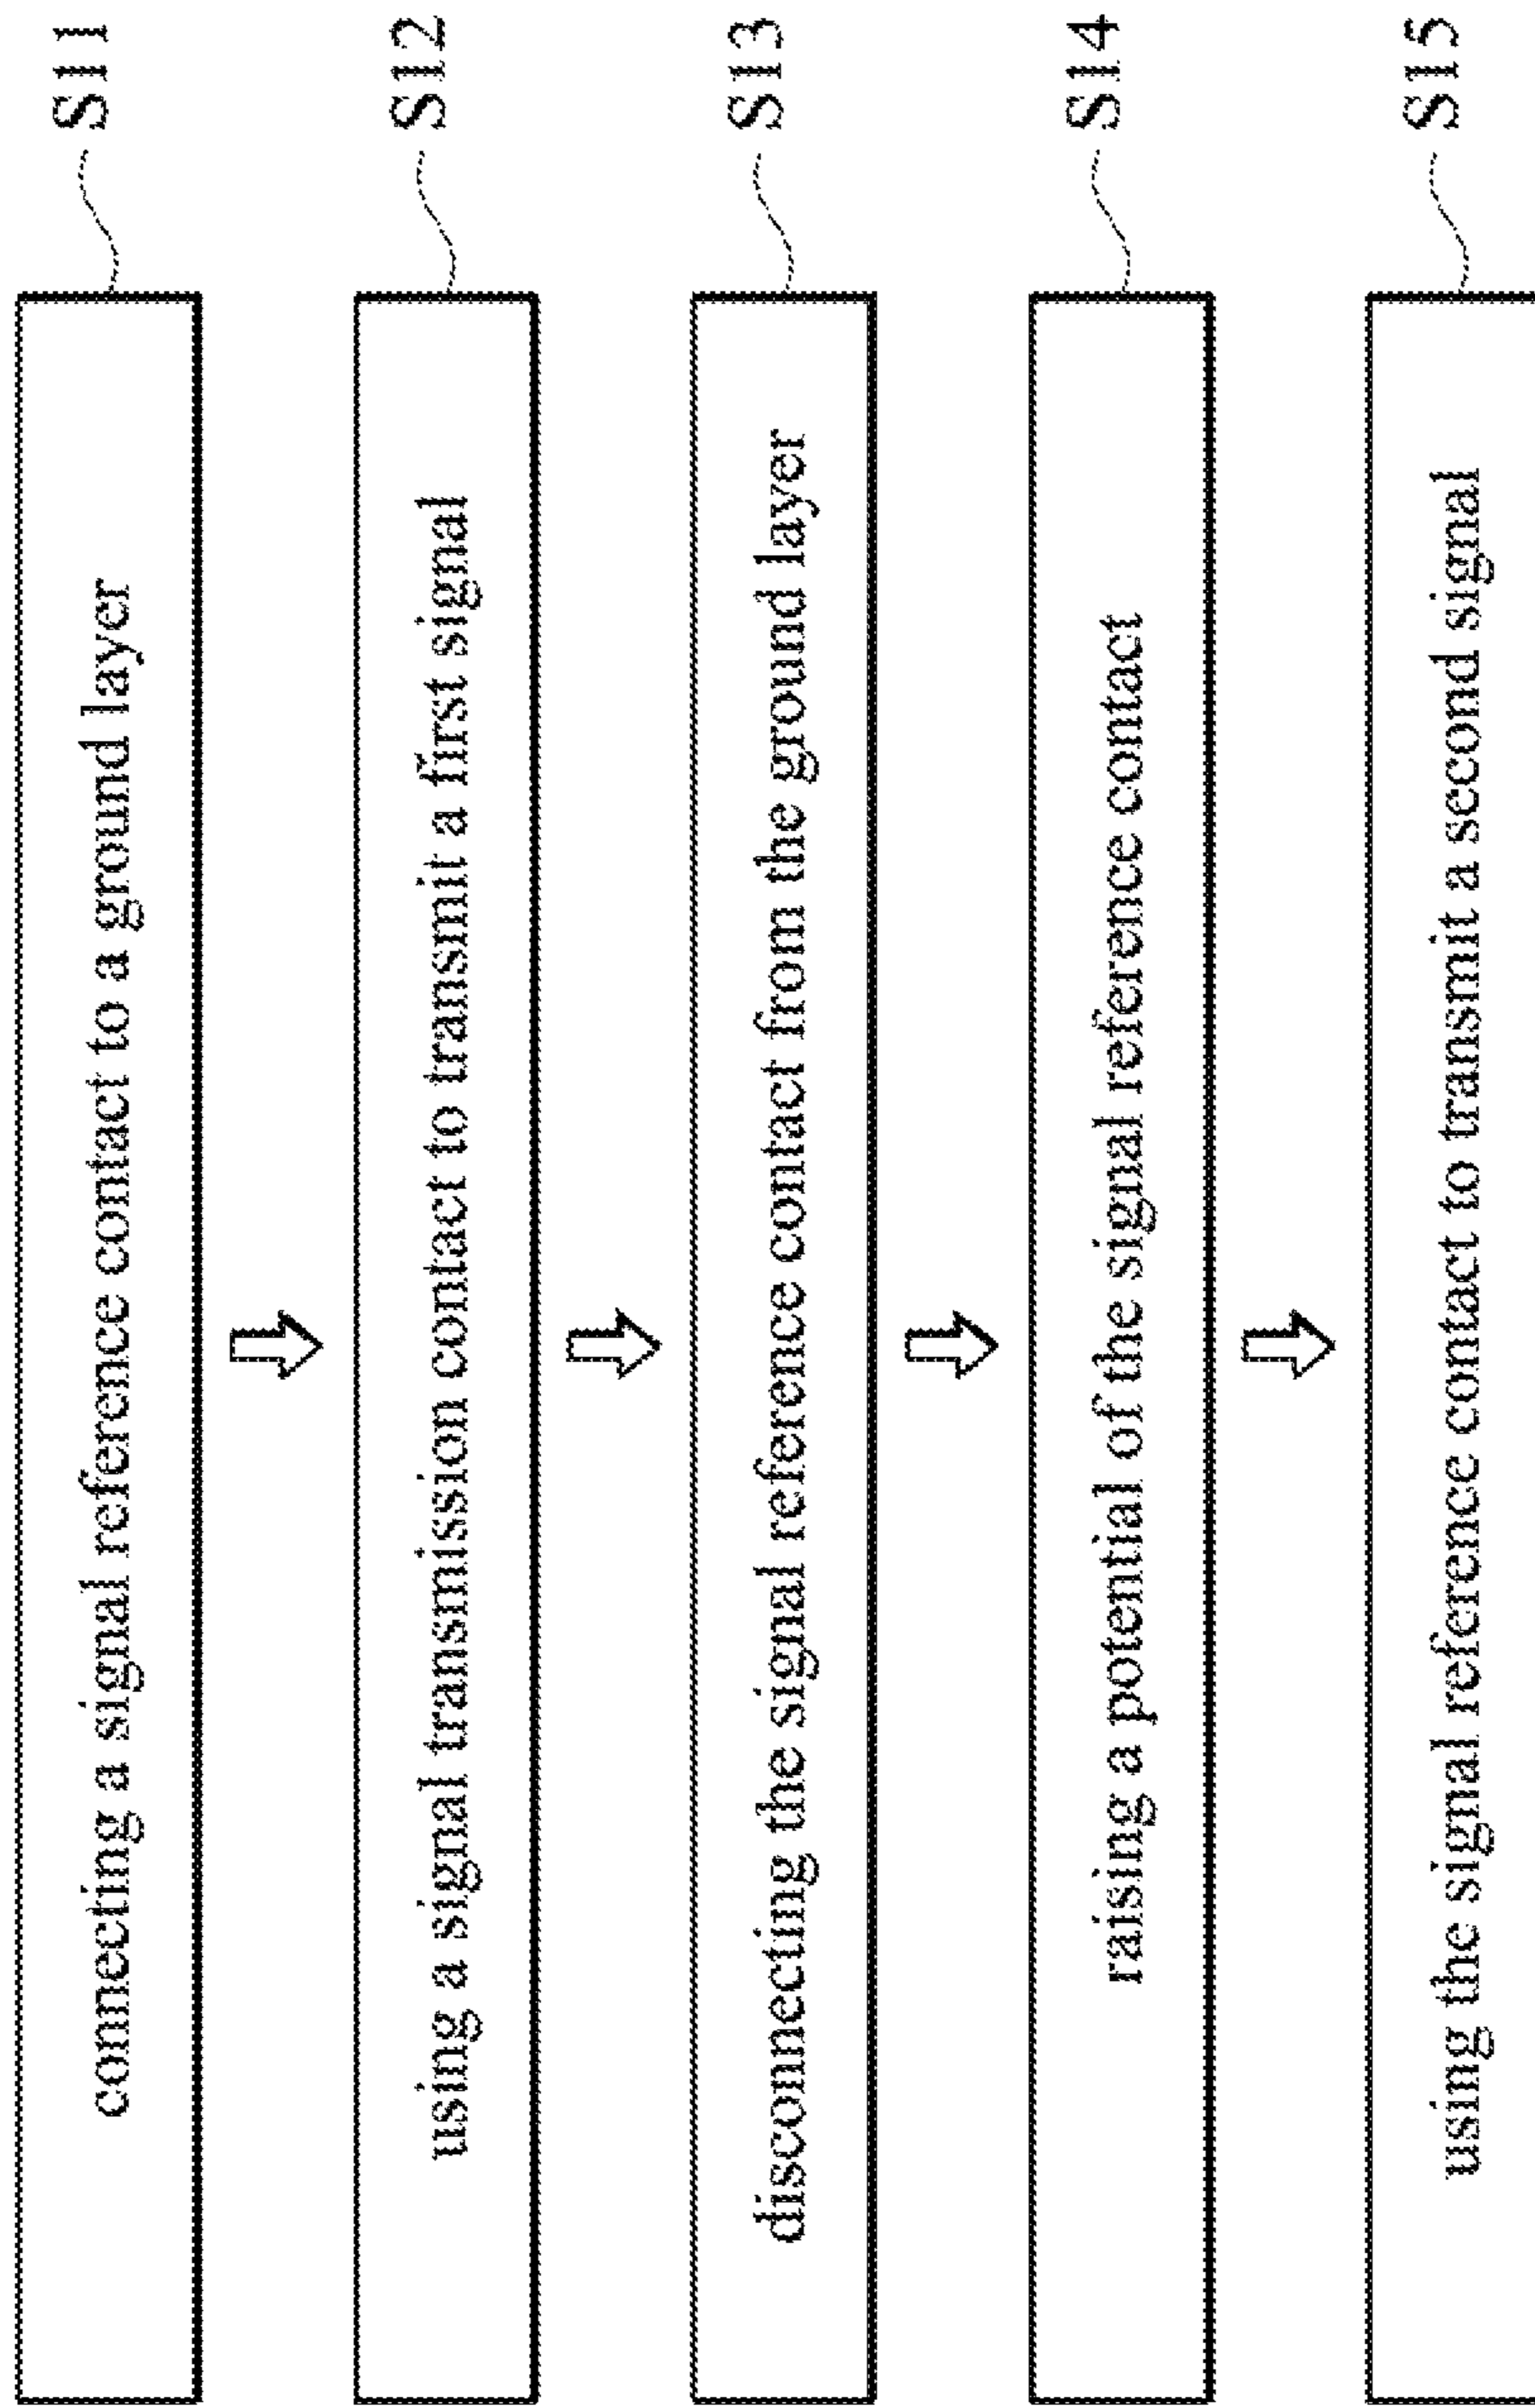 connecting a signal reference contact to a ground layer
S11
using a signal transmission contact to transmit a first signal
S12
disconnecting the signal reference contact from the ground layer
S13
raising a potential of the signal reference contact
S14
using the signal reference contact to transmit a second signal
S15